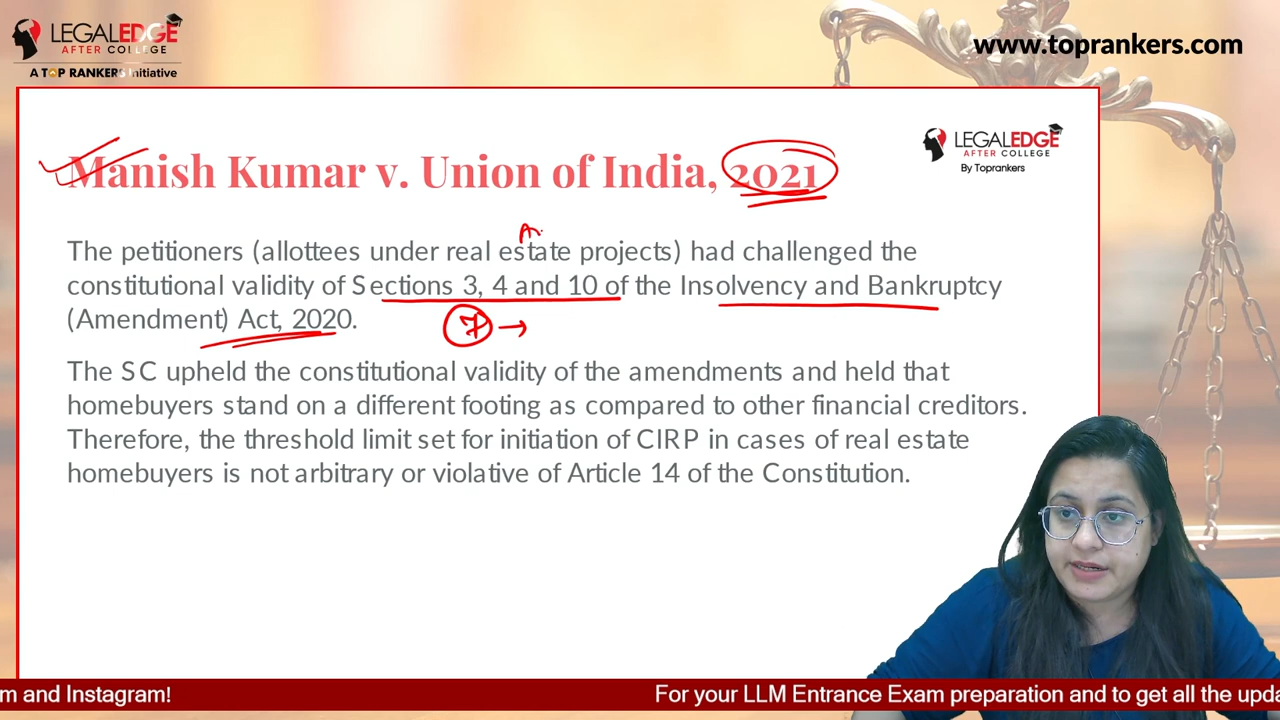 LEGALEDGE
AFTER COLLEGE
A TOP RANKERS Initiative
www.toprankers.com
LEGALEDGE
AFTER COLLEGE
By Toprankers
Manish Kumar v. Union of India, 2021
The petitioners (allottees under real estate projects) had challenged the
constitutional validity of Sections 3, 4 and 10 of the Insolvency and Bankruptcy
(Amendment) Act, 2020.
7 →
The SC upheld the constitutional validity of the amendments and held that
homebuyers stand on a different footing as compared to other financial creditors.
Therefore, the threshold limit set for initiation of CIRP in cases of real estate
homebuyers is not arbitrary or violative of Article 14 of the Constitution.
m and Instagram! For your LLM Entrance Exam preparation and to get all the upda